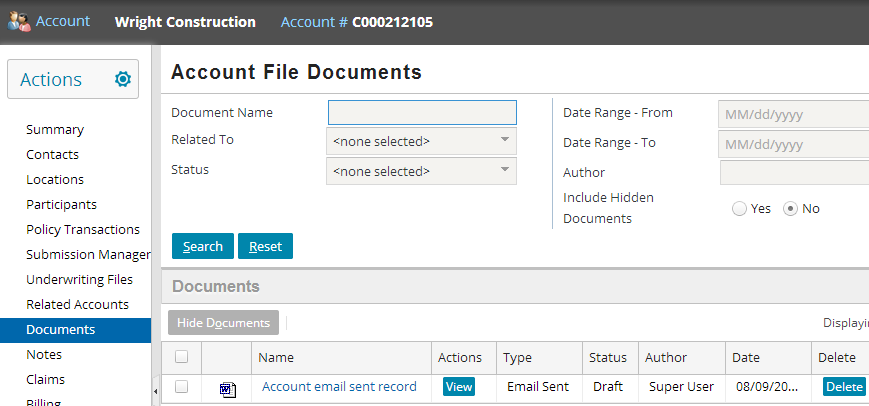 Account Wright Construction Account # C000212105
Actions
Summary
Contacts
Locations
Participants
Policy Transactions
Submission Manager
Underwriting Files
Related Accounts
Documents
Notes
Claims
Billing
Account File Documents
Document Name
Related To <none selected>
Status <none selected>
Date Range - From MM/dd/yyyy
Date Range - To MM/dd/yyyy
Author
Include Hidden
Documents
Yes No
Search Reset
Documents
Hide Documents Displayin
Name Actions Type Status Author Date Delete
Account email sent record View Email Sent Draft Super User 08/09/20... Delete